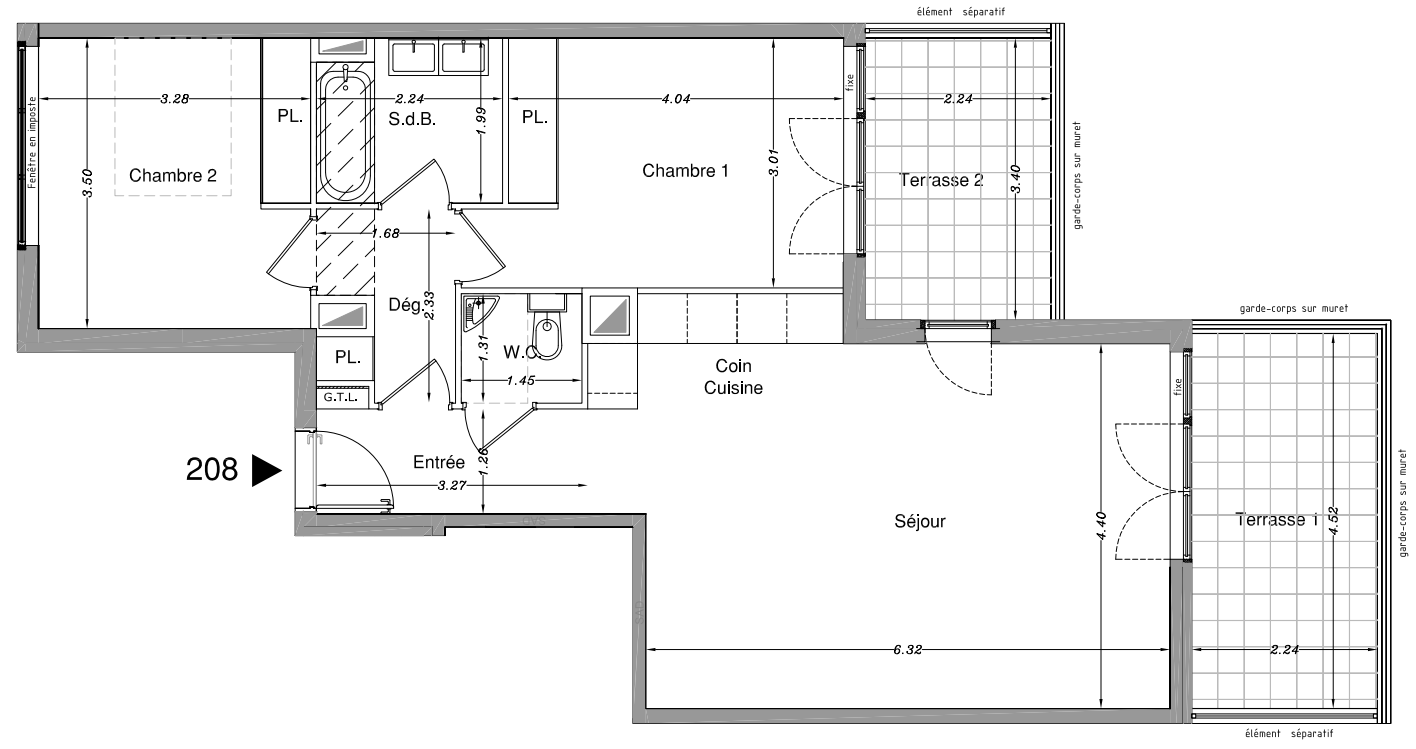 élément séparatif
fixe
3.28
2.24
4.04
2.24
PL.
S.d.B.
1.99
PL.
Fenêtre en imposte
Chambre 2
3.50
Chambre 1
3.01
Terrasse 2
3.40
garde-corps sur muret
1.68
Dég.
2.33
garde-corps sur muret
1.31
W.C.
PL.
Coin
Cuisine
1.45
fixe
G.T.L.
208
Entrée
1.26
3.27
Séjour
4.40
Terrasse 1
4.52
garde-corps sur muret
6.32
2.24
élément séparatif